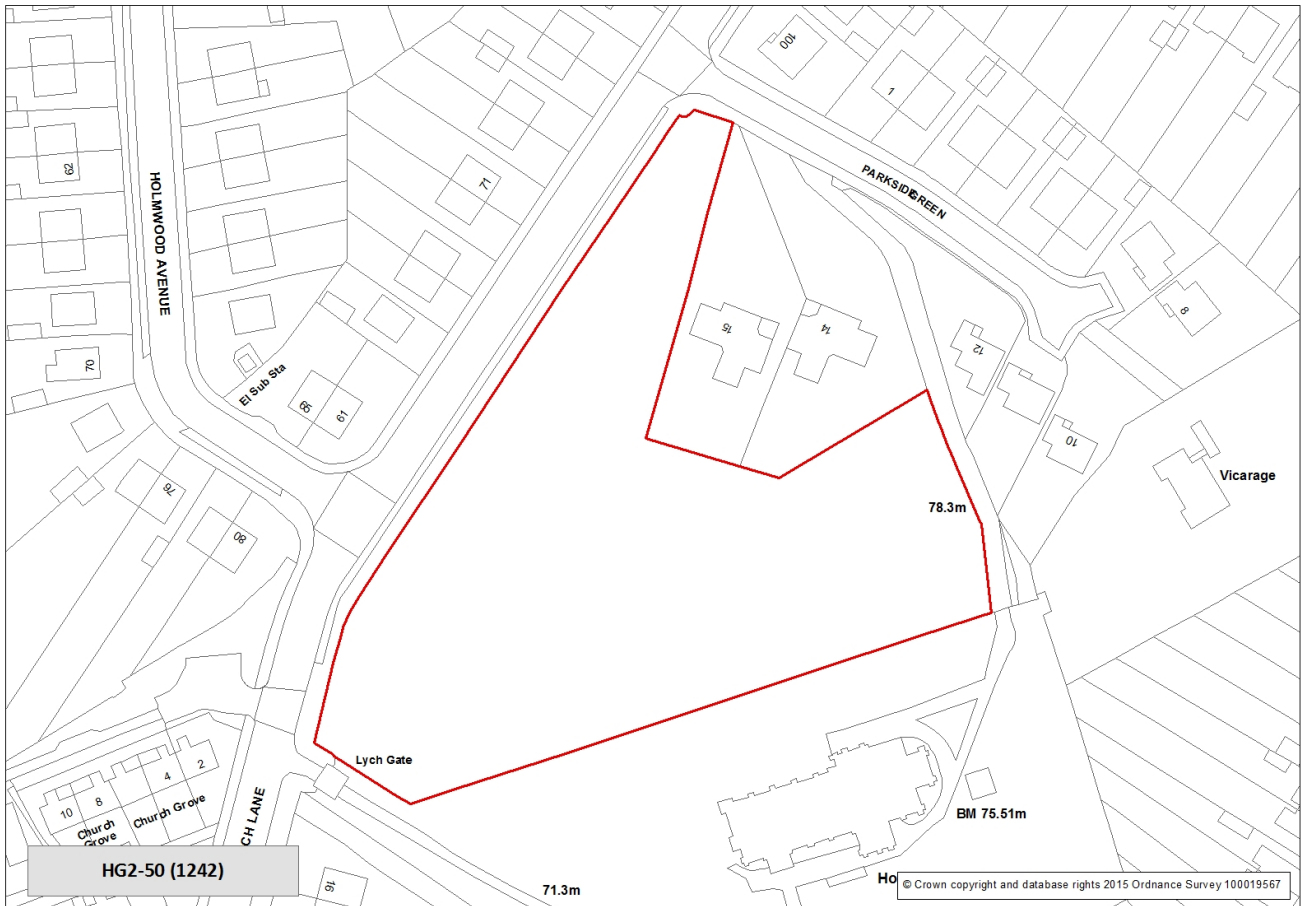 100
1
62
HOLMWOOD AVENUE
71
PARKSIDE GREEN
8
15
14
12
70
El Sub Sta
65
61
10
Vicarage
76
78.3m
80
Lych Gate
2
4
8
10
Church Grove
Church
Grove
CH LANE
BM 75.51m
HG2-50 (1242)
16
71.3m
Ho
© Crown copyright and database rights 2015 Ordnance Survey 100019567